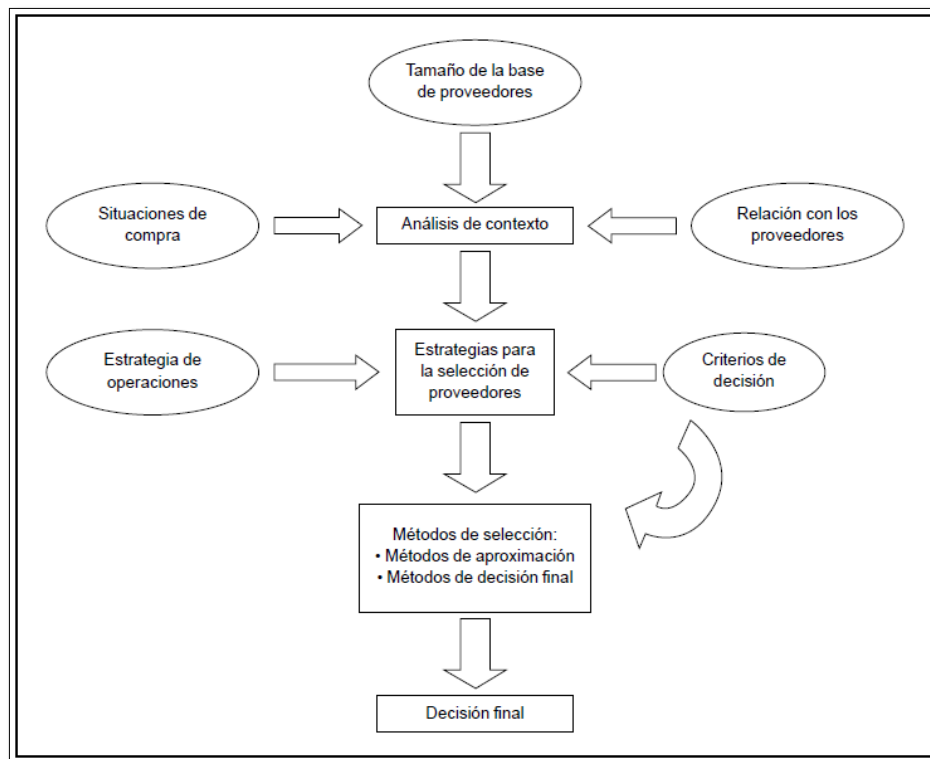 Tamaño de la base
de proveedores
Situaciones de
compra
Análisis de contexto
Relación con los
proveedores
Estrategia de
operaciones
Estrategias para
la selección de
proveedores
Criterios de
decisión
Métodos de selección:
• Métodos de aproximación
• Métodos de decisión final
Decisión final